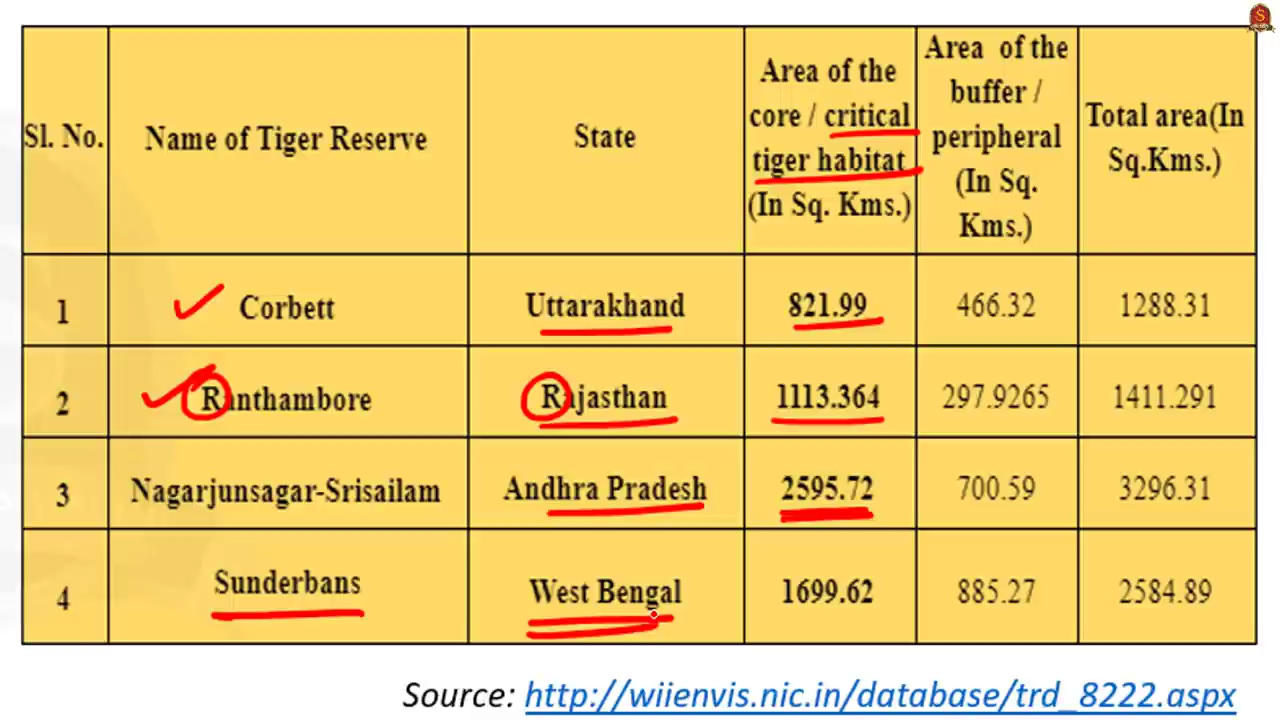 Sl. No.
Name of Tiger Reserve
State
Area of the
core / critical
tiger habitat
(In Sq. Kms.)
Area of the
buffer /
peripheral
(In Sq.
Kms.)
Total area(In
Sq.Kms.)
1 Corbett Uttarakhand 821.99 466.32 1288.31
2 Ranthambore Rajasthan 1113.364 297.9265 1411.291
3 Nagarjunsagar-Srisailam Andhra Pradesh 2595.72 700.59 3296.31
4 Sunderbans West Bengal 1699.62 885.27 2584.89
Source: http://wiienvis.nic.in/database/trd_8222.aspx